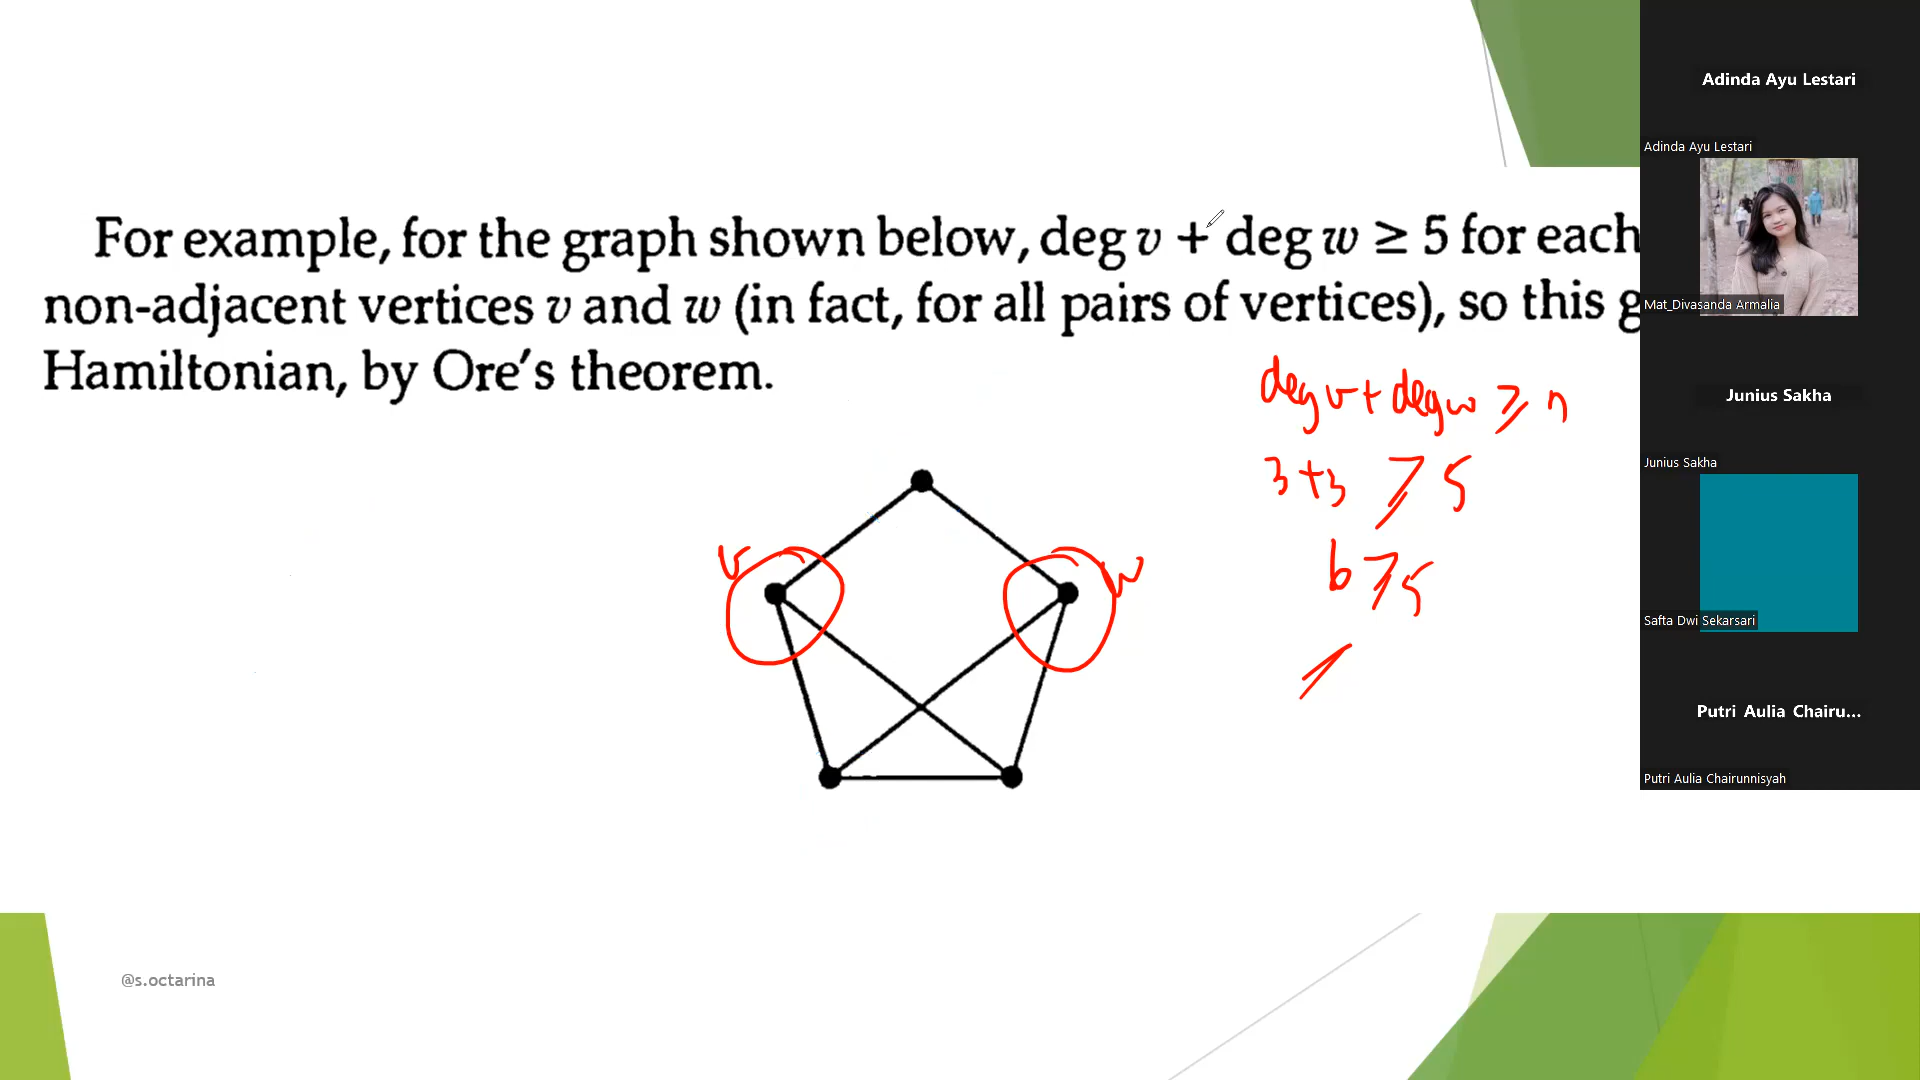 For example, for the graph shown below, deg v + deg w ≥ 5 for each
non-adjacent vertices v and w (in fact, for all pairs of vertices), so this g
Hamiltonian, by Ore's theorem.
deg v + deg w ≥ n
3 + 3 ≥ 5
6 ≥ 5
v
w
@s.octarina
Adinda Ayu Lestari
Adinda Ayu Lestari
Mat_Divasanda Armalia
Junius Sakha
Junius Sakha
Safta Dwi Sekarsari
Putri Aulia Chairu...
Putri Aulia Chairunnisyah